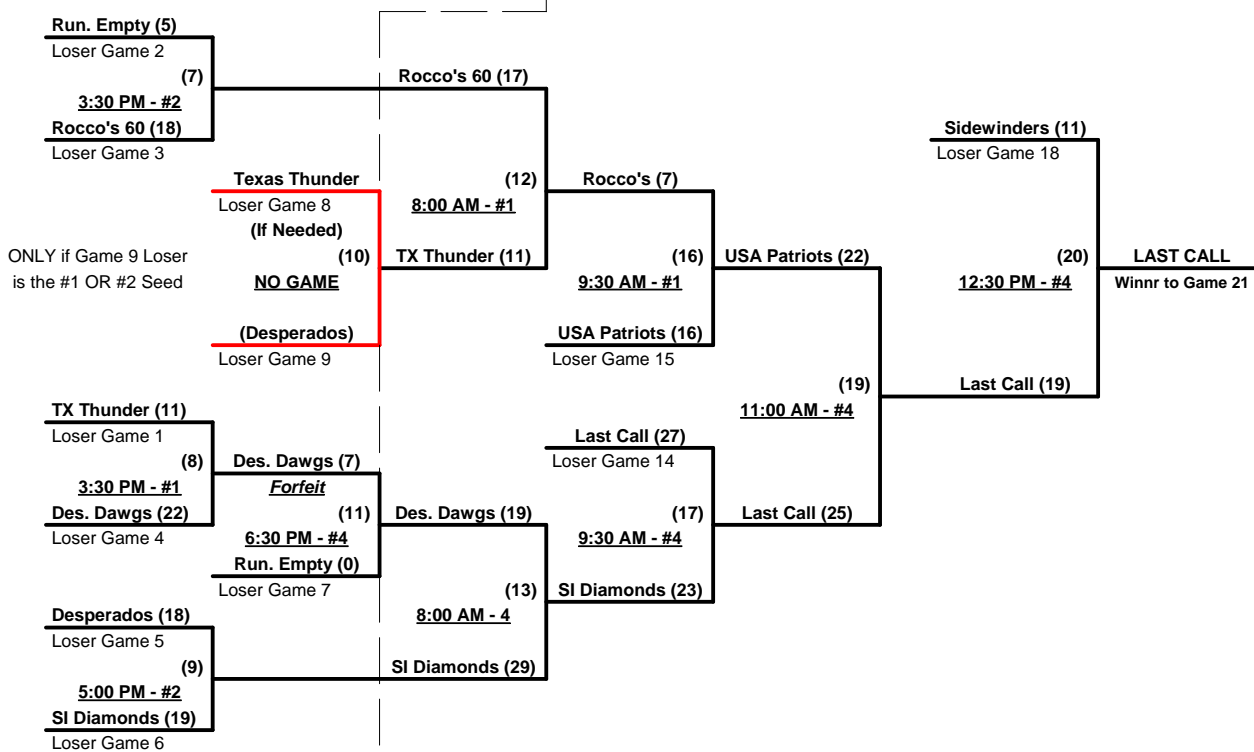 Run. Empty (5)
Loser Game 2
(7)
3:30 PM - #2
Rocco's 60 (18)
Loser Game 3
Rocco's 60 (17)
Texas Thunder
Loser Game 8
(If Needed)
(10)
NO GAME
(Desperados)
Loser Game 9
ONLY if Game 9 Loser
is the #1 OR #2 Seed
(12)
8:00 AM - #1
TX Thunder (11)
Rocco's (7)
(16)
9:30 AM - #1
USA Patriots (16)
Loser Game 15
USA Patriots (22)
Sidewinders (11)
Loser Game 18
(20)
12:30 PM - #4
LAST CALL
Winnr to Game 21
(19)
11:00 AM - #4
Last Call (19)
TX Thunder (11)
Loser Game 1
(8)
3:30 PM - #1
Des. Dawgs (22)
Loser Game 4
Des. Dawgs (7)
Forfeit
(11)
6:30 PM - #4
Run. Empty (0)
Loser Game 7
Des. Dawgs (19)
Last Call (27)
Loser Game 14
(17)
9:30 AM - #4
Last Call (25)
(13)
8:00 AM - 4
SI Diamonds (23)
Desperados (18)
Loser Game 5
(9)
5:00 PM - #2
SI Diamonds (19)
Loser Game 6
SI Diamonds (29)